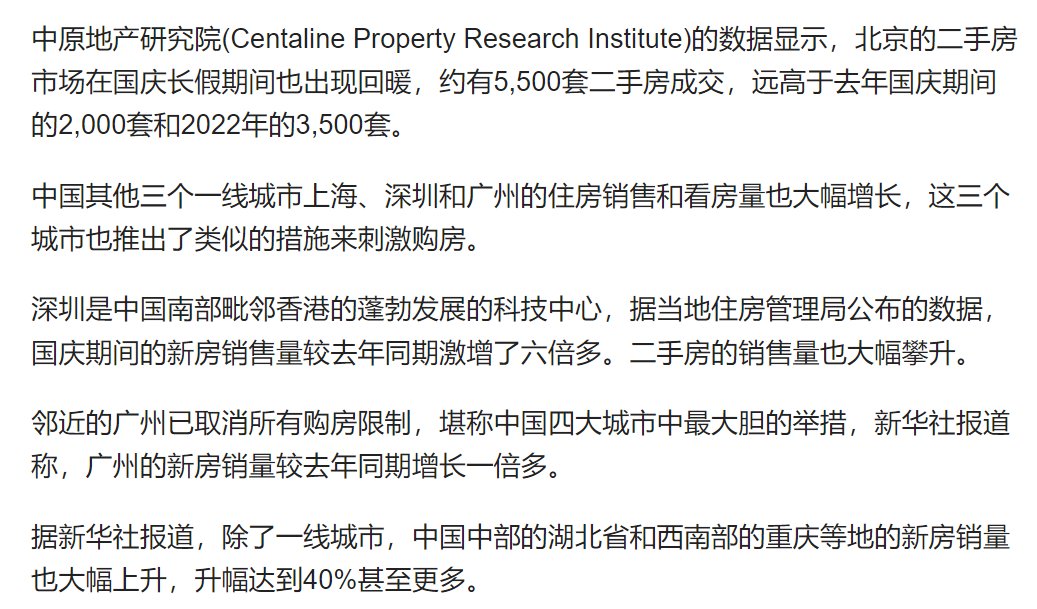 中原地产研究院(Centaline Property Research Institute)的数据显示，北京的二手房
市场在国庆长假期间也出现回暖，约有5,500套二手房成交，远高于去年国庆期间
的2,000套和2022年的3,500套。
中国其他三个一线城市上海、深圳和广州的住房销售和看房量也大幅增长，这三个
城市也推出了类似的措施来刺激购房。
深圳是中国南部毗邻香港的蓬勃发展的科技中心，据当地住房管理局公布的数据，
国庆期间的新房销售量较去年同期激增了六倍多。二手房的销售量也大幅攀升。
邻近的广州已取消所有购房限制，堪称中国四大城市中最大胆的举措，新华社报道
称，广州的新房销量较去年同期增长一倍多。
据新华社报道，除了一线城市，中国中部的湖北省和西南部的重庆等地的新房销量
也大幅上升，升幅达到40%甚至更多。